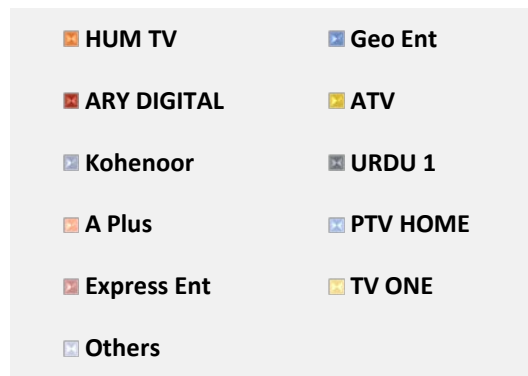 HUM TV Geo Ent
ARY DIGITAL ATV
Kohenoor URDU 1
A Plus PTV HOME
Express Ent TV ONE
Others